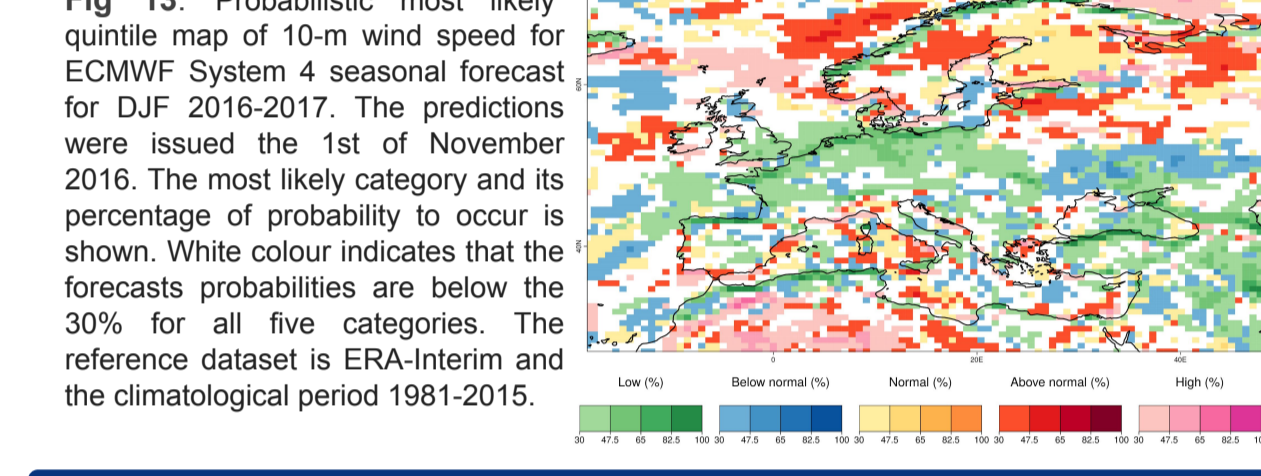 Fig 13. Probabilistic most likely
quintile map of 10-m wind speed for
ECMWF System 4 seasonal forecast
for DJF 2016-2017. The predictions
were issued the 1st of November
2016. The most likely category and its
percentage of probability to occur is
shown. White colour indicates that the
forecasts probabilities are below the
30% for all five categories. The
reference dataset is ERA-Interim and
the climatological period 1981-2015.
60N
40N
0 20E 40E
Low (%) Below normal (%) Normal (%) Above normal (%) High (%)
30 47.5 65 82.5 100 30 47.5 65 82.5 100 30 47.5 65 82.5 100 30 47.5 65 82.5 100 30 47.5 65 82.5